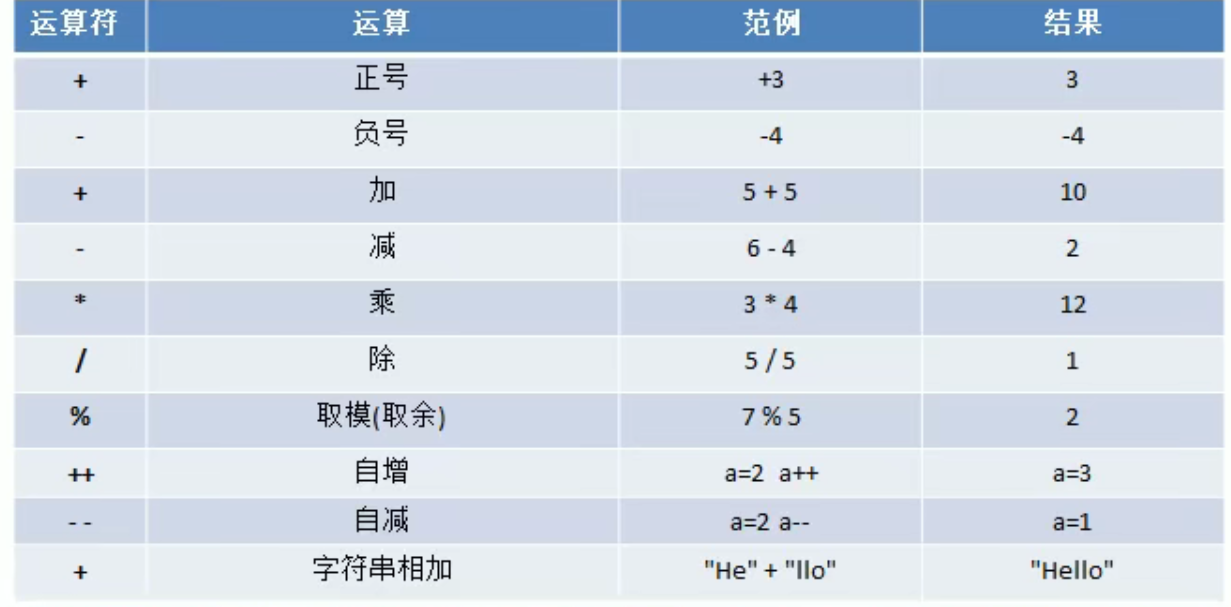 运算符 运算 范例 结果
+ 正号 +3 3
- 负号 -4 -4
+ 加 5 + 5 10
- 减 6 - 4 2
* 乘 3 * 4 12
/ 除 5 / 5 1
% 取模(取余) 7 % 5 2
++ 自增 a=2 a++ a=3
- - 自减 a=2 a-- a=1
+ 字符串相加 "He" + "llo" "Hello"